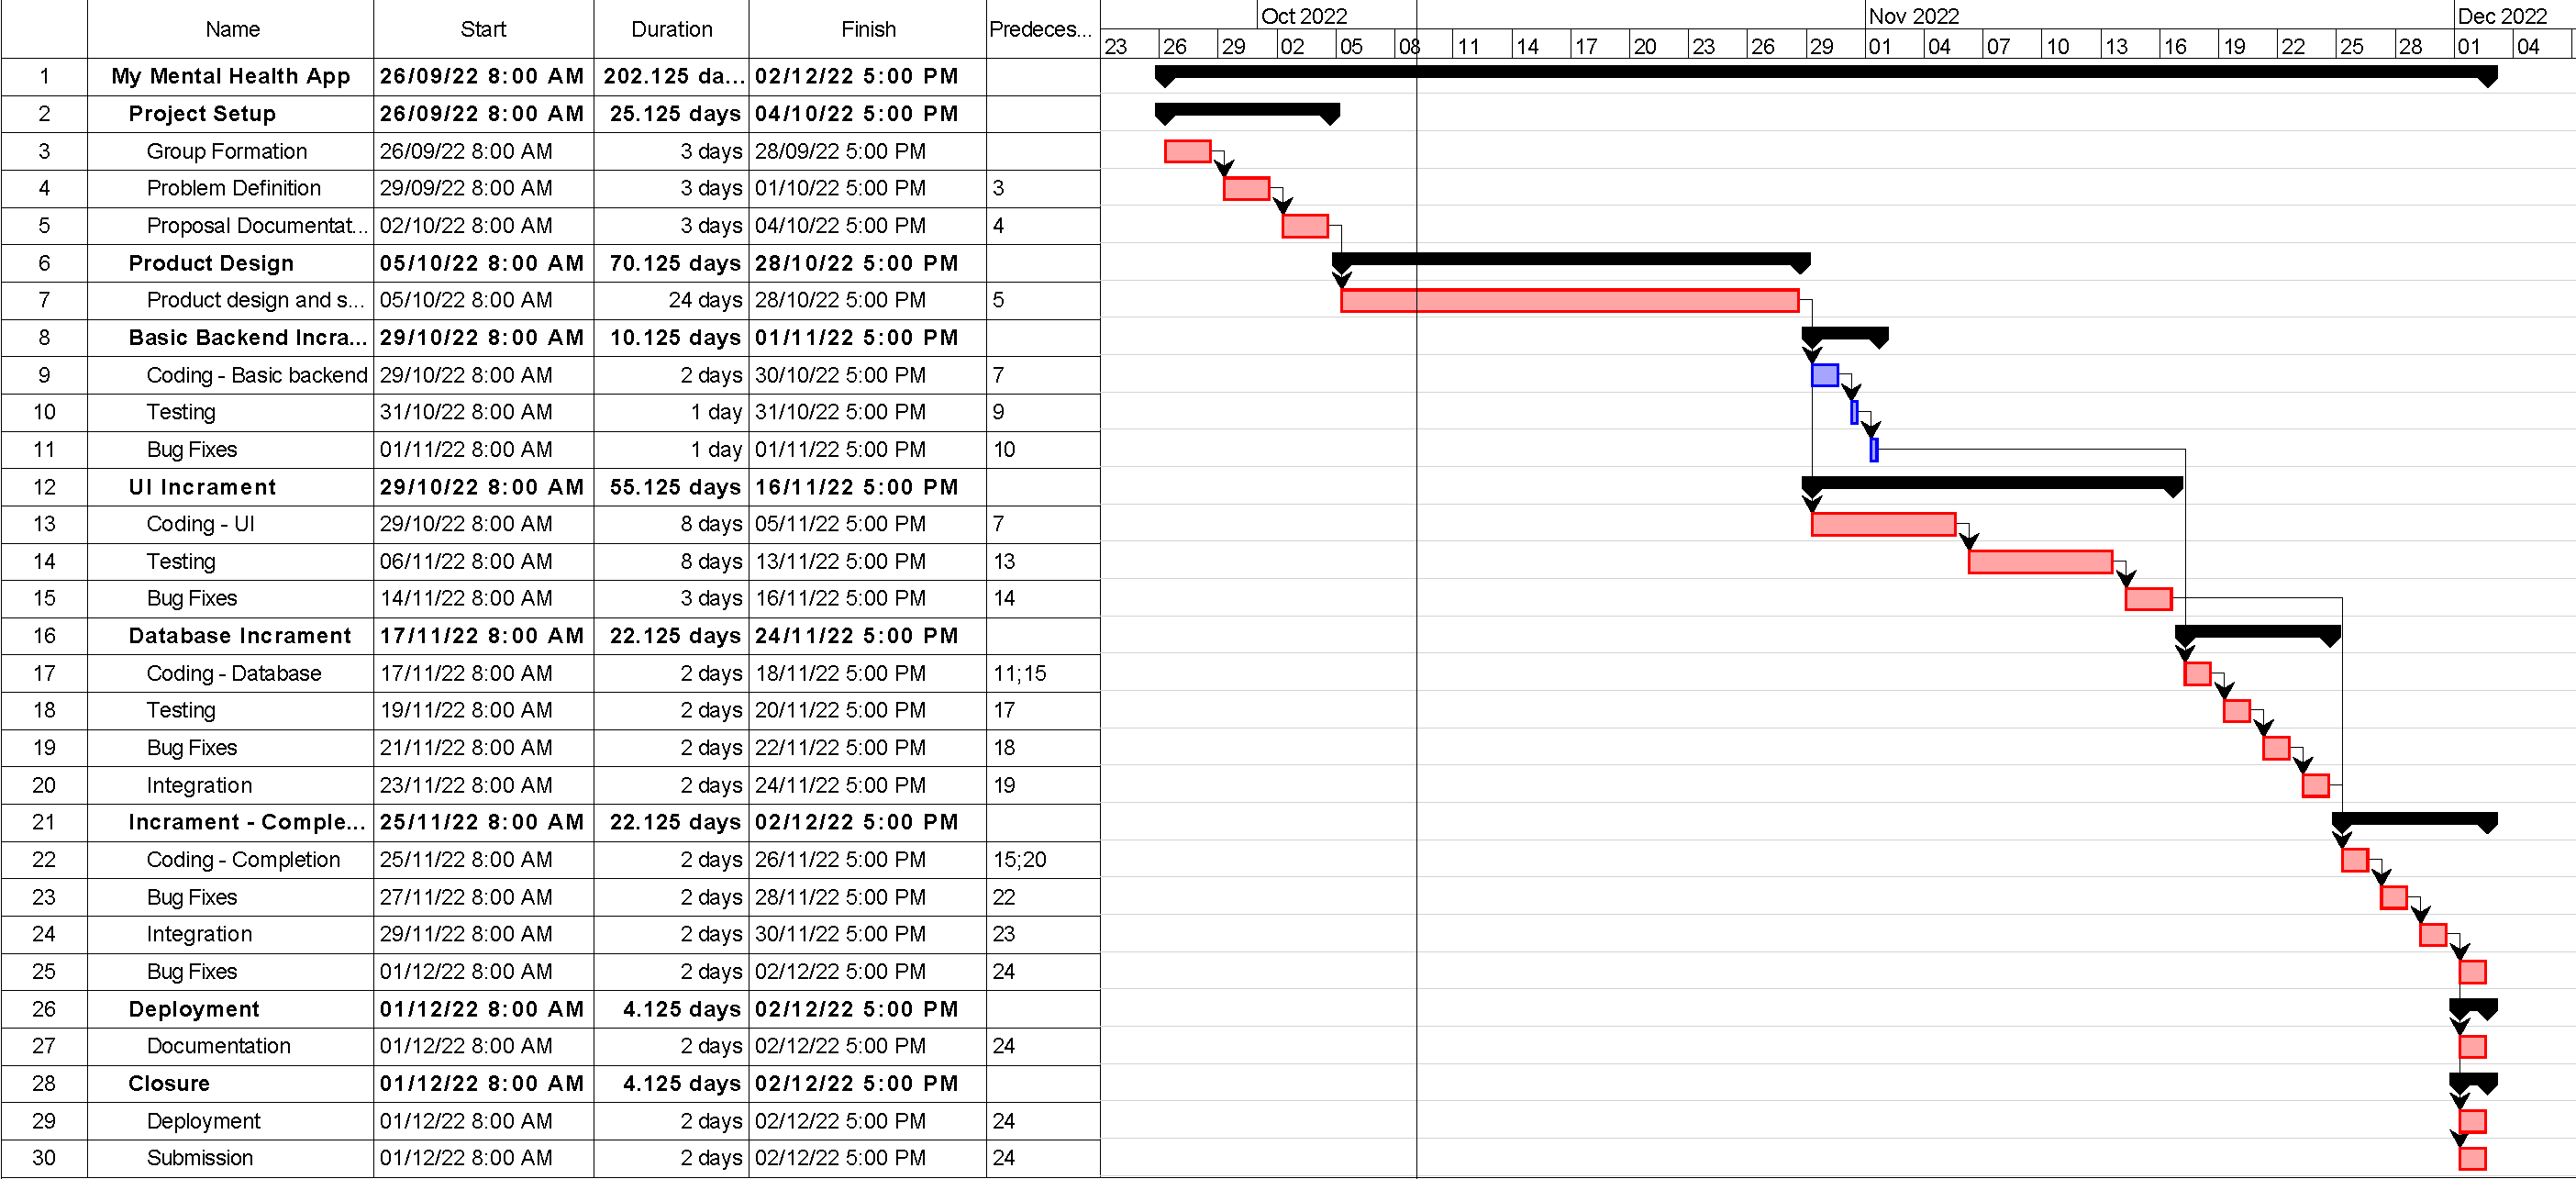 Oct 2022 Nov 2022 Dec 2022
Name Start Duration Finish Predeces...
23 26 29 02 05 08 11 14 17 20 23 26 29 01 04 07 10 13 16 19 22 25 28 01 04
1 My Mental Health App 26/09/22 8:00 AM 202.125 da... 02/12/22 5:00 PM
2 Project Setup 26/09/22 8:00 AM 25.125 days 04/10/22 5:00 PM
3 Group Formation 26/09/22 8:00 AM 3 days 28/09/22 5:00 PM
4 Problem Definition 29/09/22 8:00 AM 3 days 01/10/22 5:00 PM 3
5 Proposal Documentat... 02/10/22 8:00 AM 3 days 04/10/22 5:00 PM 4
6 Product Design 05/10/22 8:00 AM 70.125 days 28/10/22 5:00 PM
7 Product design and s... 05/10/22 8:00 AM 24 days 28/10/22 5:00 PM 5
8 Basic Backend Incra... 29/10/22 8:00 AM 10.125 days 01/11/22 5:00 PM
9 Coding - Basic backend 29/10/22 8:00 AM 2 days 30/10/22 5:00 PM 7
10 Testing 31/10/22 8:00 AM 1 day 31/10/22 5:00 PM 9
11 Bug Fixes 01/11/22 8:00 AM 1 day 01/11/22 5:00 PM 10
12 UI Incrament 29/10/22 8:00 AM 55.125 days 16/11/22 5:00 PM
13 Coding - UI 29/10/22 8:00 AM 8 days 05/11/22 5:00 PM 7
14 Testing 06/11/22 8:00 AM 8 days 13/11/22 5:00 PM 13
15 Bug Fixes 14/11/22 8:00 AM 3 days 16/11/22 5:00 PM 14
16 Database Incrament 17/11/22 8:00 AM 22.125 days 24/11/22 5:00 PM
17 Coding - Database 17/11/22 8:00 AM 2 days 18/11/22 5:00 PM 11;15
18 Testing 19/11/22 8:00 AM 2 days 20/11/22 5:00 PM 17
19 Bug Fixes 21/11/22 8:00 AM 2 days 22/11/22 5:00 PM 18
20 Integration 23/11/22 8:00 AM 2 days 24/11/22 5:00 PM 19
21 Incrament - Comple... 25/11/22 8:00 AM 22.125 days 02/12/22 5:00 PM
22 Coding - Completion 25/11/22 8:00 AM 2 days 26/11/22 5:00 PM 15;20
23 Bug Fixes 27/11/22 8:00 AM 2 days 28/11/22 5:00 PM 22
24 Integration 29/11/22 8:00 AM 2 days 30/11/22 5:00 PM 23
25 Bug Fixes 01/12/22 8:00 AM 2 days 02/12/22 5:00 PM 24
26 Deployment 01/12/22 8:00 AM 4.125 days 02/12/22 5:00 PM
27 Documentation 01/12/22 8:00 AM 2 days 02/12/22 5:00 PM 24
28 Closure 01/12/22 8:00 AM 4.125 days 02/12/22 5:00 PM
29 Deployment 01/12/22 8:00 AM 2 days 02/12/22 5:00 PM 24
30 Submission 01/12/22 8:00 AM 2 days 02/12/22 5:00 PM 24